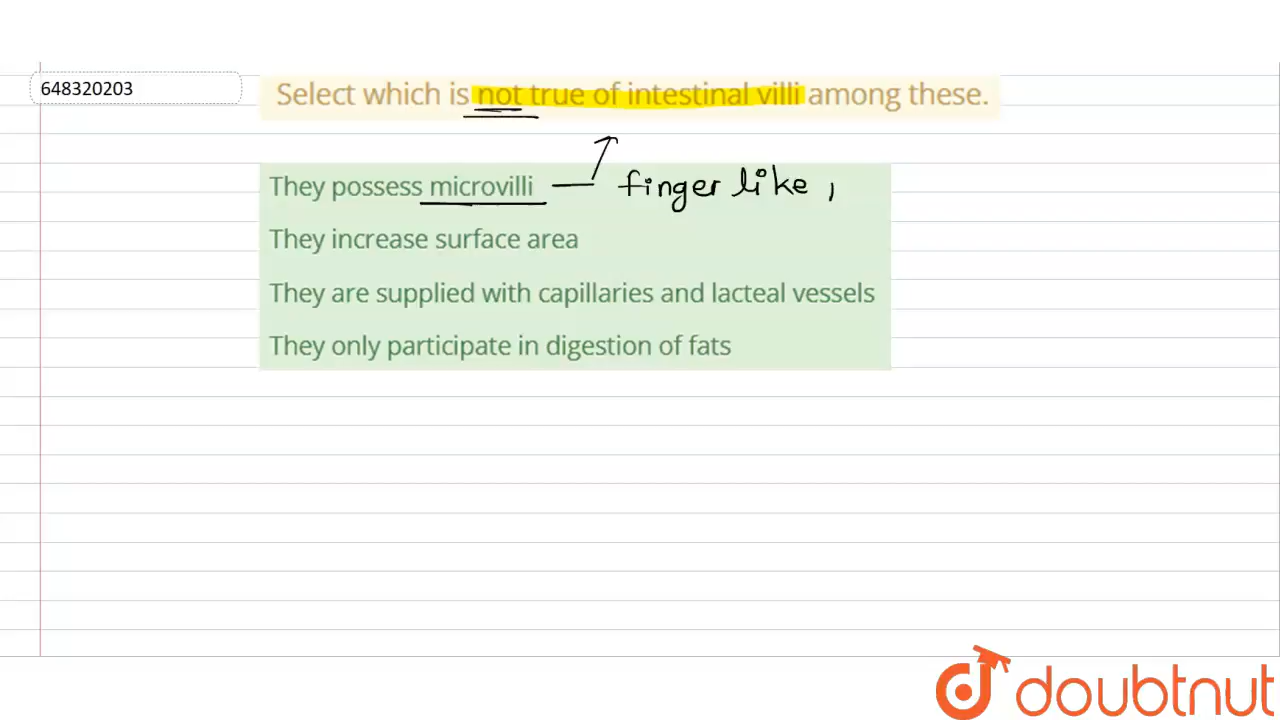 648320203
Select which is not true of intestinal villi among these.
They possess microvilli — finger like,
They increase surface area
They are supplied with capillaries and lacteal vessels
They only participate in digestion of fats
doubtnut